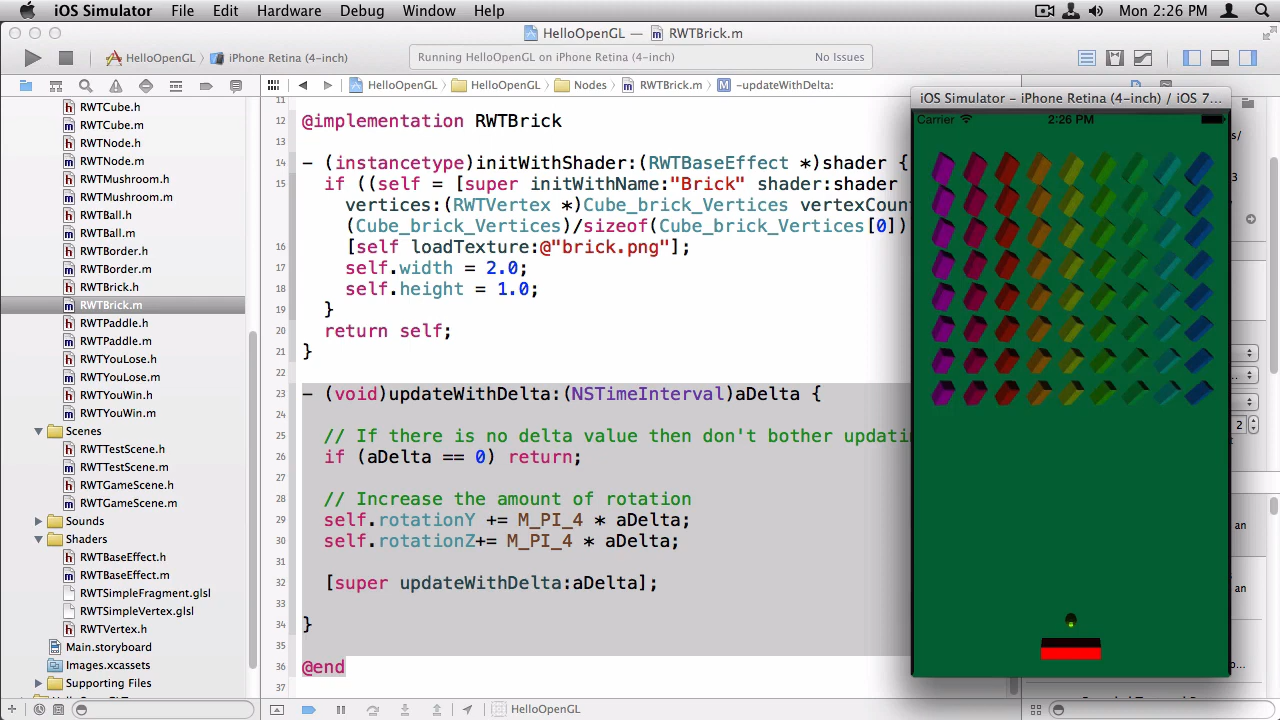 iOS Simulator File Edit Hardware Debug Window Help Mon 2:26 PM
HelloOpenGL — RWTBrick.m
HelloOpenGL iPhone Retina (4-inch) Running HelloOpenGL on iPhone Retina (4-inch) No Issues
HelloOpenGL HelloOpenGL Nodes RWTBrick.m -updateWithDelta:
RWTCube.h
RWTCube.m
RWTNode.h
RWTNode.m
RWTMushroom.h
RWTMushroom.m
RWTBall.h
RWTBall.m
RWTBorder.h
RWTBorder.m
RWTBrick.h
RWTBrick.m
RWTPaddle.h
RWTPaddle.m
RWTYouLose.h
RWTYouLose.m
RWTYouWin.h
RWTYouWin.m
Scenes
RWTTestScene.h
RWTTestScene.m
RWTGameScene.h
RWTGameScene.m
Sounds
Shaders
RWTBaseEffect.h
RWTBaseEffect.m
RWTSimpleFragment.glsl
RWTSimpleVertex.glsl
RWTVertex.h
Main.storyboard
Images.xcassets
Supporting Files
11
12 @implementation RWTBrick
13
14 - (instancetype)initWithShader:(RWTBaseEffect *)shader {
15 if ((self = [super initWithName:"Brick" shader:shader
vertices:(RWTVertex *)Cube_brick_Vertices vertexCount
(Cube_brick_Vertices)/sizeof(Cube_brick_Vertices[0])
16 [self loadTexture:@"brick.png"];
17 self.width = 2.0;
18 self.height = 1.0;
19 }
20 return self;
21 }
22
23 - (void)updateWithDelta:(NSTimeInterval)aDelta {
24
25 // If there is no delta value then don't bother updati
26 if (aDelta == 0) return;
27
28 // Increase the amount of rotation
29 self.rotationY += M_PI_4 * aDelta;
30 self.rotationZ+= M_PI_4 * aDelta;
31
32 [super updateWithDelta:aDelta];
33
34 }
35
36 @end
37
HelloOpenGL
iOS Simulator – iPhone Retina (4-inch) / iOS 7...
Carrier 2:26 PM
s/
3
2
an
an
o...